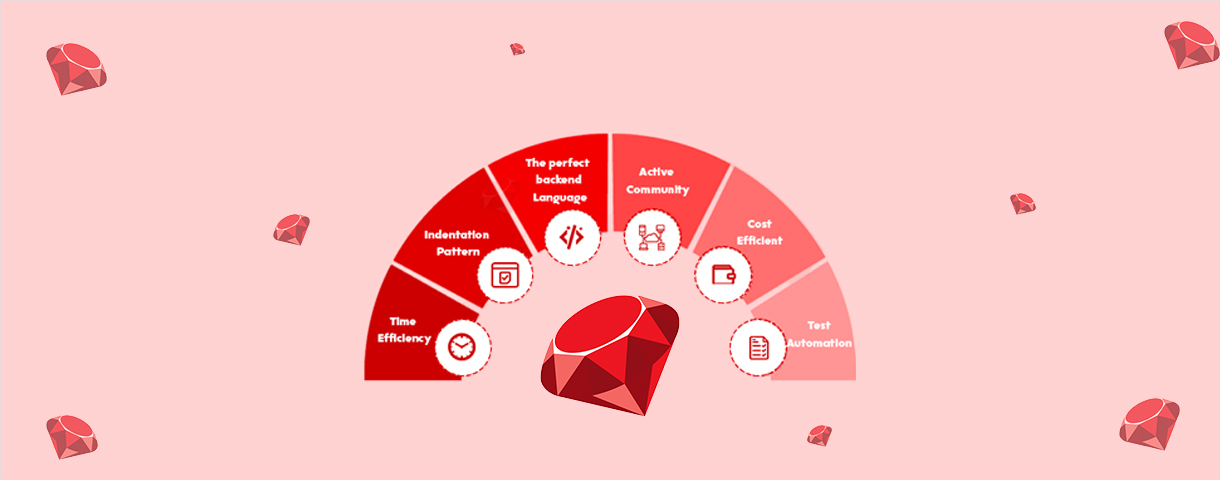 Time
Efficiency
Indentation
Pattern
The perfect
backend
Language
Active
Community
Cost
Efficient
Test
Automation